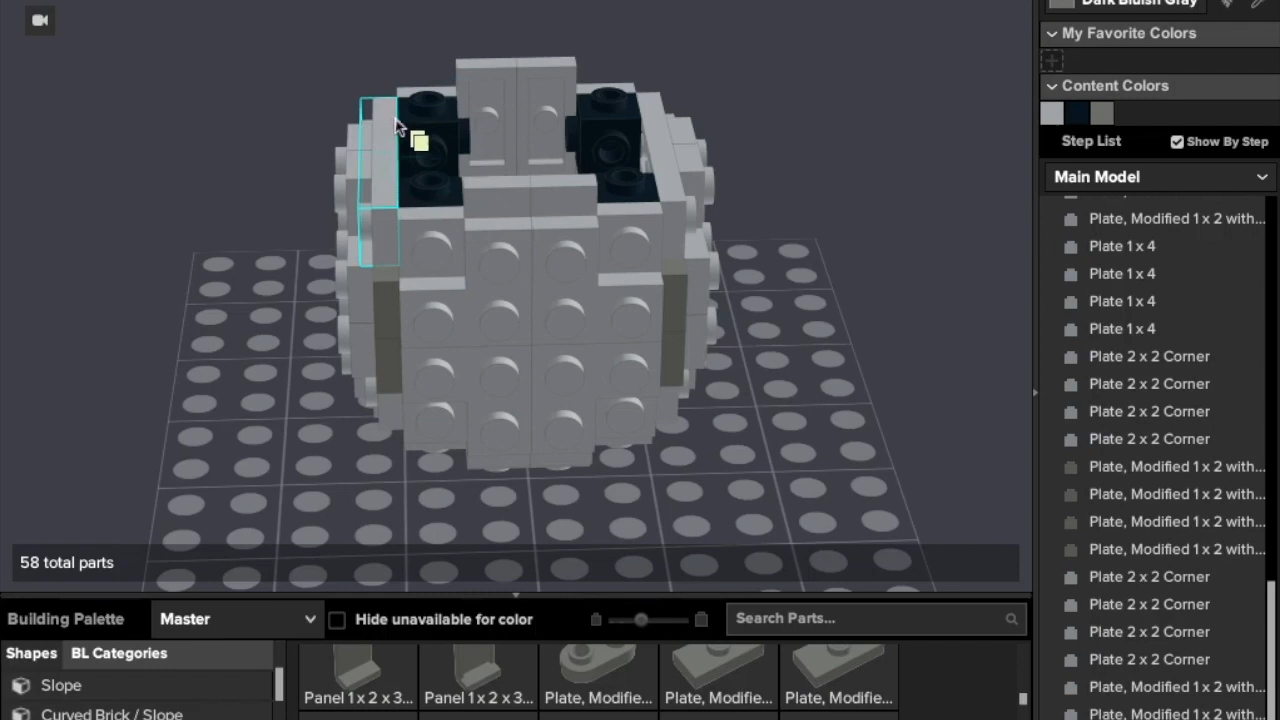 Dark Bluish Gray
My Favorite Colors
Content Colors
Step List
Show By Step
Main Model
Plate, Modified 1 x 2 with...
Plate 1 x 4
Plate 1 x 4
Plate 1 x 4
Plate 1 x 4
Plate 2 x 2 Corner
Plate 2 x 2 Corner
Plate 2 x 2 Corner
Plate 2 x 2 Corner
Plate, Modified 1 x 2 with...
Plate, Modified 1 x 2 with...
Plate, Modified 1 x 2 with...
Plate, Modified 1 x 2 with...
Plate 2 x 2 Corner
Plate 2 x 2 Corner
Plate 2 x 2 Corner
Plate 2 x 2 Corner
Plate, Modified 1 x 2 with...
Plate, Modified 1 x 2 with...
58 total parts
Building Palette
Master
Hide unavailable for color
Search Parts...
Shapes
BL Categories
Slope
Curved Brick / Slope
Panel 1 x 2 x 3...
Panel 1 x 2 x 3...
Plate, Modifie...
Plate, Modifie...
Plate, Modifie...